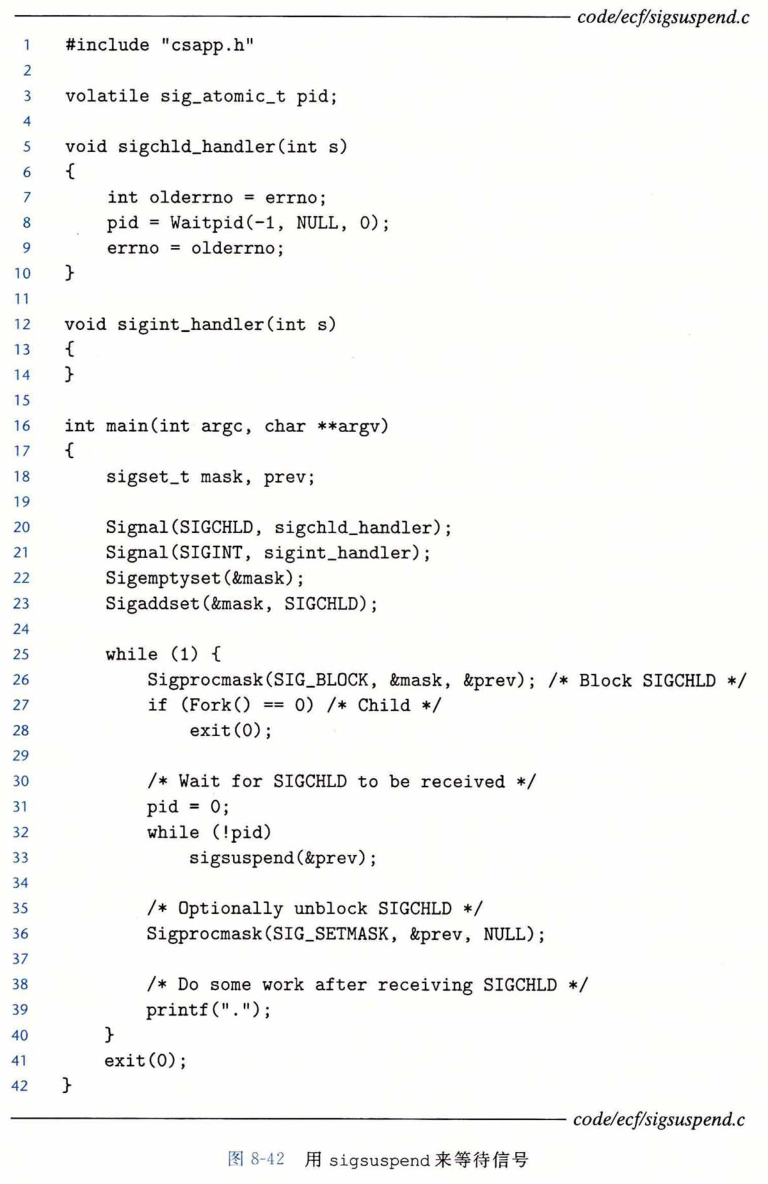 code/ecf/sigsuspend.c
1 #include "csapp.h"
2
3 volatile sig_atomic_t pid;
4
5 void sigchld_handler(int s)
6 {
7     int olderrno = errno;
8     pid = Waitpid(-1, NULL, 0);
9     errno = olderrno;
10 }
11
12 void sigint_handler(int s)
13 {
14 }
15
16 int main(int argc, char **argv)
17 {
18     sigset_t mask, prev;
19
20     Signal(SIGCHLD, sigchld_handler);
21     Signal(SIGINT, sigint_handler);
22     Sigemptyset(&mask);
23     Sigaddset(&mask, SIGCHLD);
24
25     while (1) {
26         Sigprocmask(SIG_BLOCK, &mask, &prev); /* Block SIGCHLD */
27         if (Fork() == 0) /* Child */
28             exit(0);
29
30         /* Wait for SIGCHLD to be received */
31         pid = 0;
32         while (!pid)
33             sigsuspend(&prev);
34
35         /* Optionally unblock SIGCHLD */
36         Sigprocmask(SIG_SETMASK, &prev, NULL);
37
38         /* Do some work after receiving SIGCHLD */
39         printf(".");
40     }
41     exit(0);
42 }
code/ecf/sigsuspend.c
图 8-42 用 sigsuspend 来等待信号